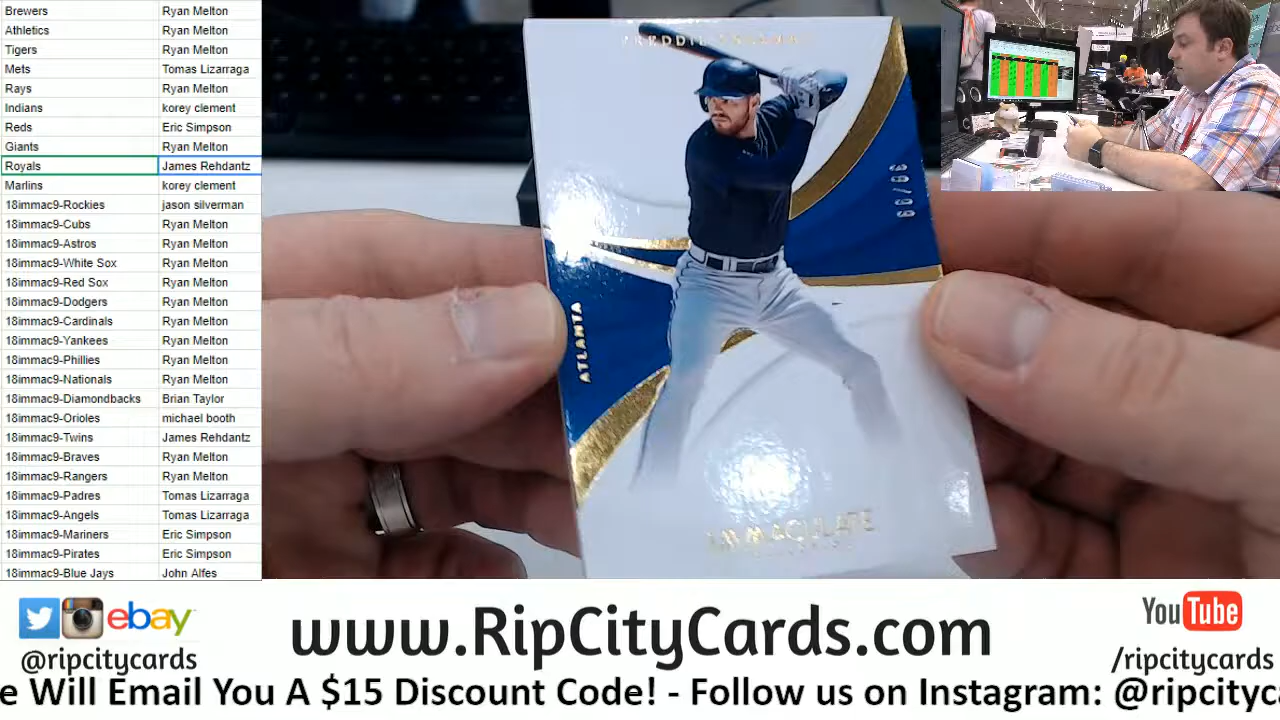 Brewers Ryan Melton
Athletics Ryan Melton
Tigers Ryan Melton
Mets Tomas Lizarraga
Rays Ryan Melton
Indians korey clement
Reds Eric Simpson
Giants Ryan Melton
Royals James Rehdantz
Marlins korey clement
18immac9-Rockies jason silverman
18immac9-Cubs Ryan Melton
18immac9-Astros Ryan Melton
18immac9-White Sox Ryan Melton
18immac9-Red Sox Ryan Melton
18immac9-Dodgers Ryan Melton
18immac9-Cardinals Ryan Melton
18immac9-Yankees Ryan Melton
18immac9-Phillies Ryan Melton
18immac9-Nationals Ryan Melton
18immac9-Diamondbacks Brian Taylor
18immac9-Orioles michael booth
18immac9-Twins James Rehdantz
18immac9-Braves Ryan Melton
18immac9-Rangers Ryan Melton
18immac9-Padres Tomas Lizarraga
18immac9-Angels Tomas Lizarraga
18immac9-Mariners Eric Simpson
18immac9-Pirates Eric Simpson
18immac9-Blue Jays John Alfes
ATLANTA
IMMACULATE
ebay
@ripcitycards
www.RipCityCards.com
YouTube
/ripcitycards
e Will Email You A $15 Discount Code! - Follow us on Instagram: @ripcityca